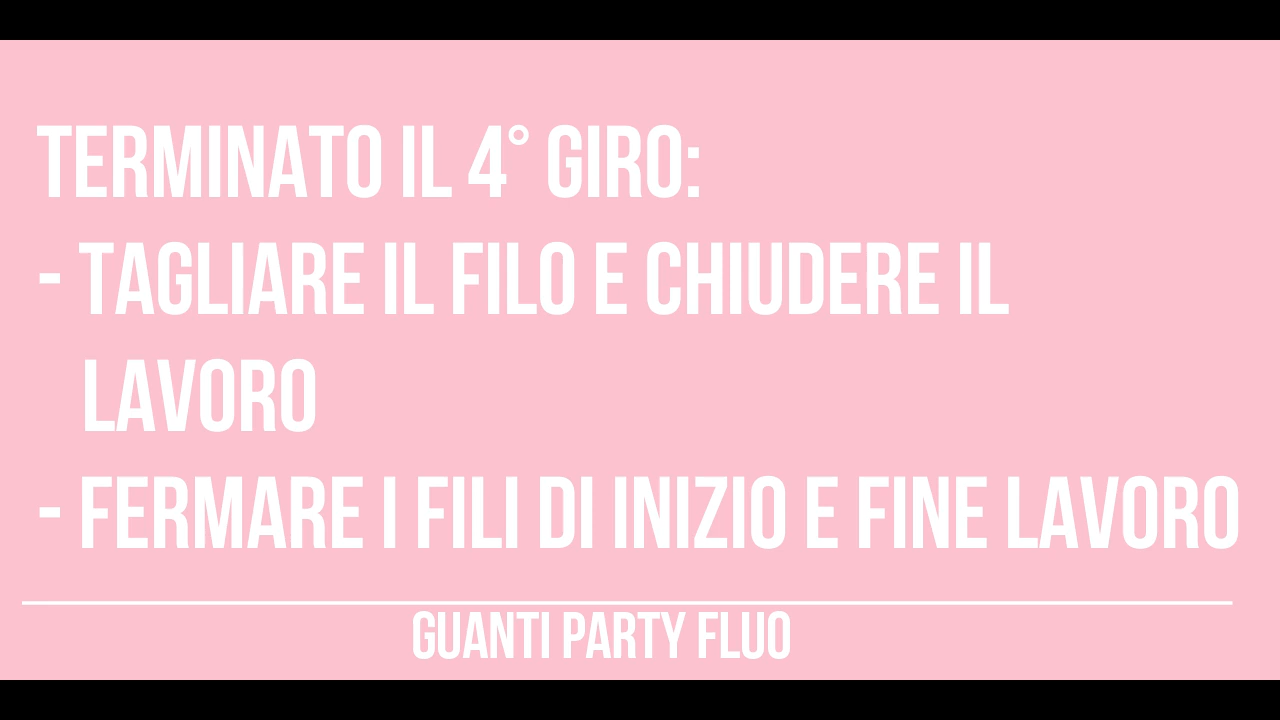 TERMINATO IL 4° GIRO:
- TAGLIARE IL FILO E CHIUDERE IL
LAVORO
- FERMARE I FILI DI INIZIO E FINE LAVORO
GUANTI PARTY FLUO